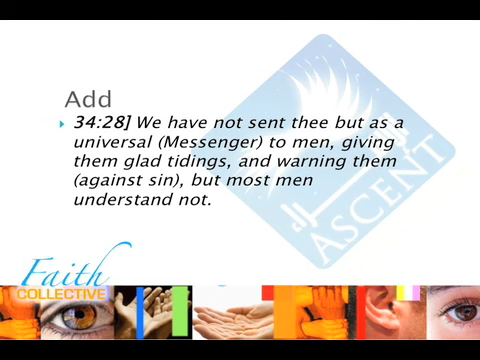 Add
34:28] We have not sent thee but as a
universal (Messenger) to men, giving
them glad tidings, and warning them
(against sin), but most men
understand not.
ASCENT
Faith
COLLECTIVE